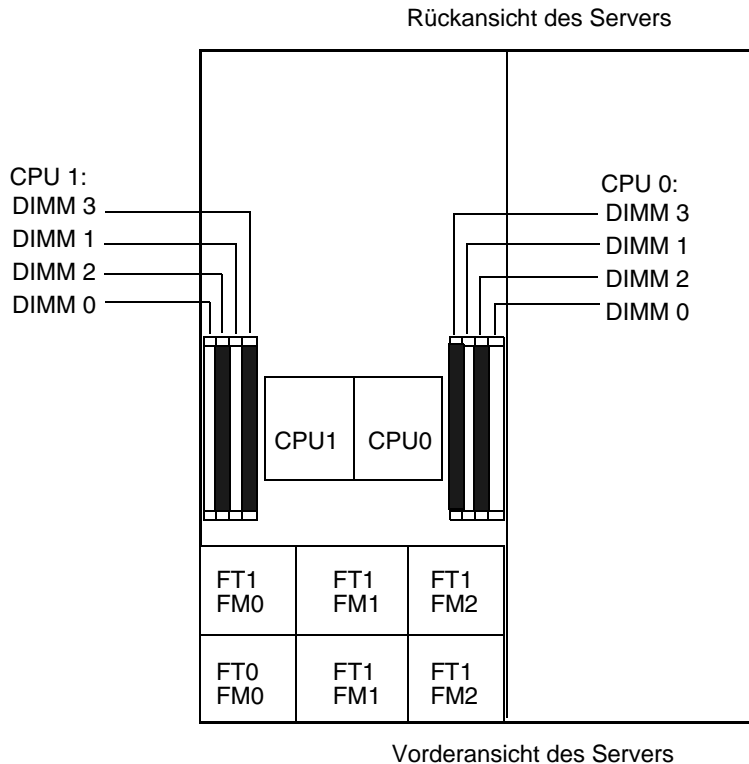 Rückansicht des Servers
CPU 1:
DIMM 3
DIMM 1
DIMM 2
DIMM 0
CPU 0:
DIMM 3
DIMM 1
DIMM 2
DIMM 0
CPU1
CPU0
FT1
FM0
FT1
FM1
FT1
FM2
FT0
FM0
FT1
FM1
FT1
FM2
Vorderansicht des Servers